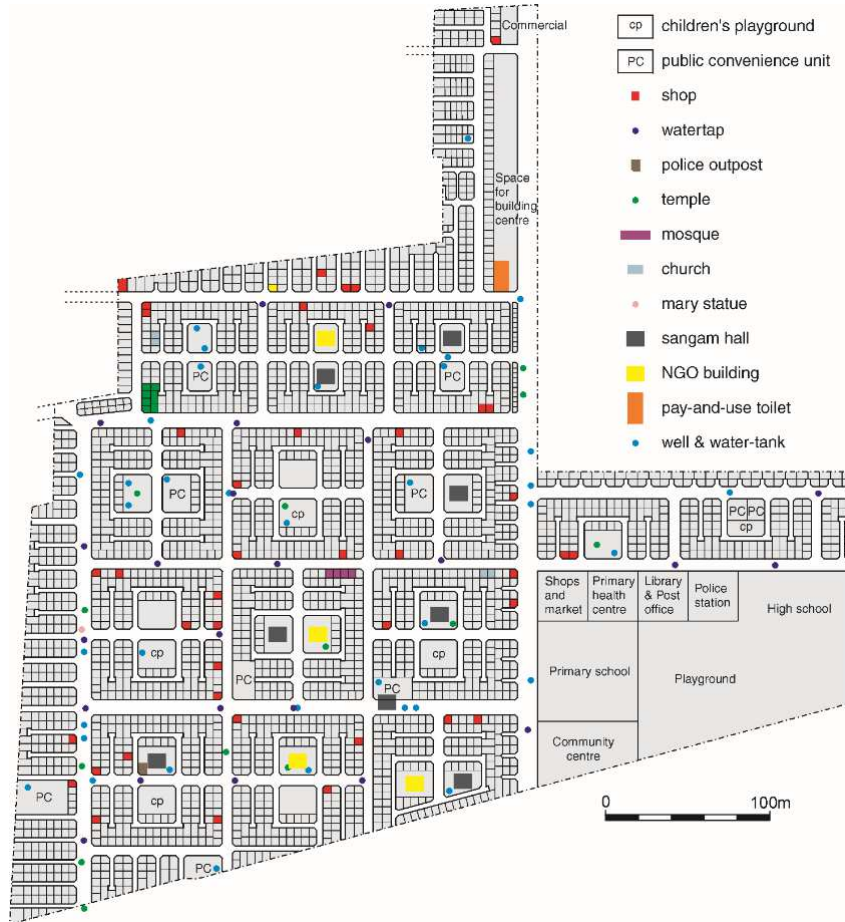 Commercial
cp children's playground
PC public convenience unit
shop
watertap
police outpost
temple
mosque
church
mary statue
sangam hall
NGO building
pay-and-use toilet
well & water-tank
Space
for
building
centre
PC
PC
PC
PC
cp
PC
PCPC
cp
Shops
and
market
Primary
health
centre
Library
& Post
office
Police
station
High school
cp
cp
PC
PC
Primary school
Playground
Community
centre
PC
cp
PC
0 100m